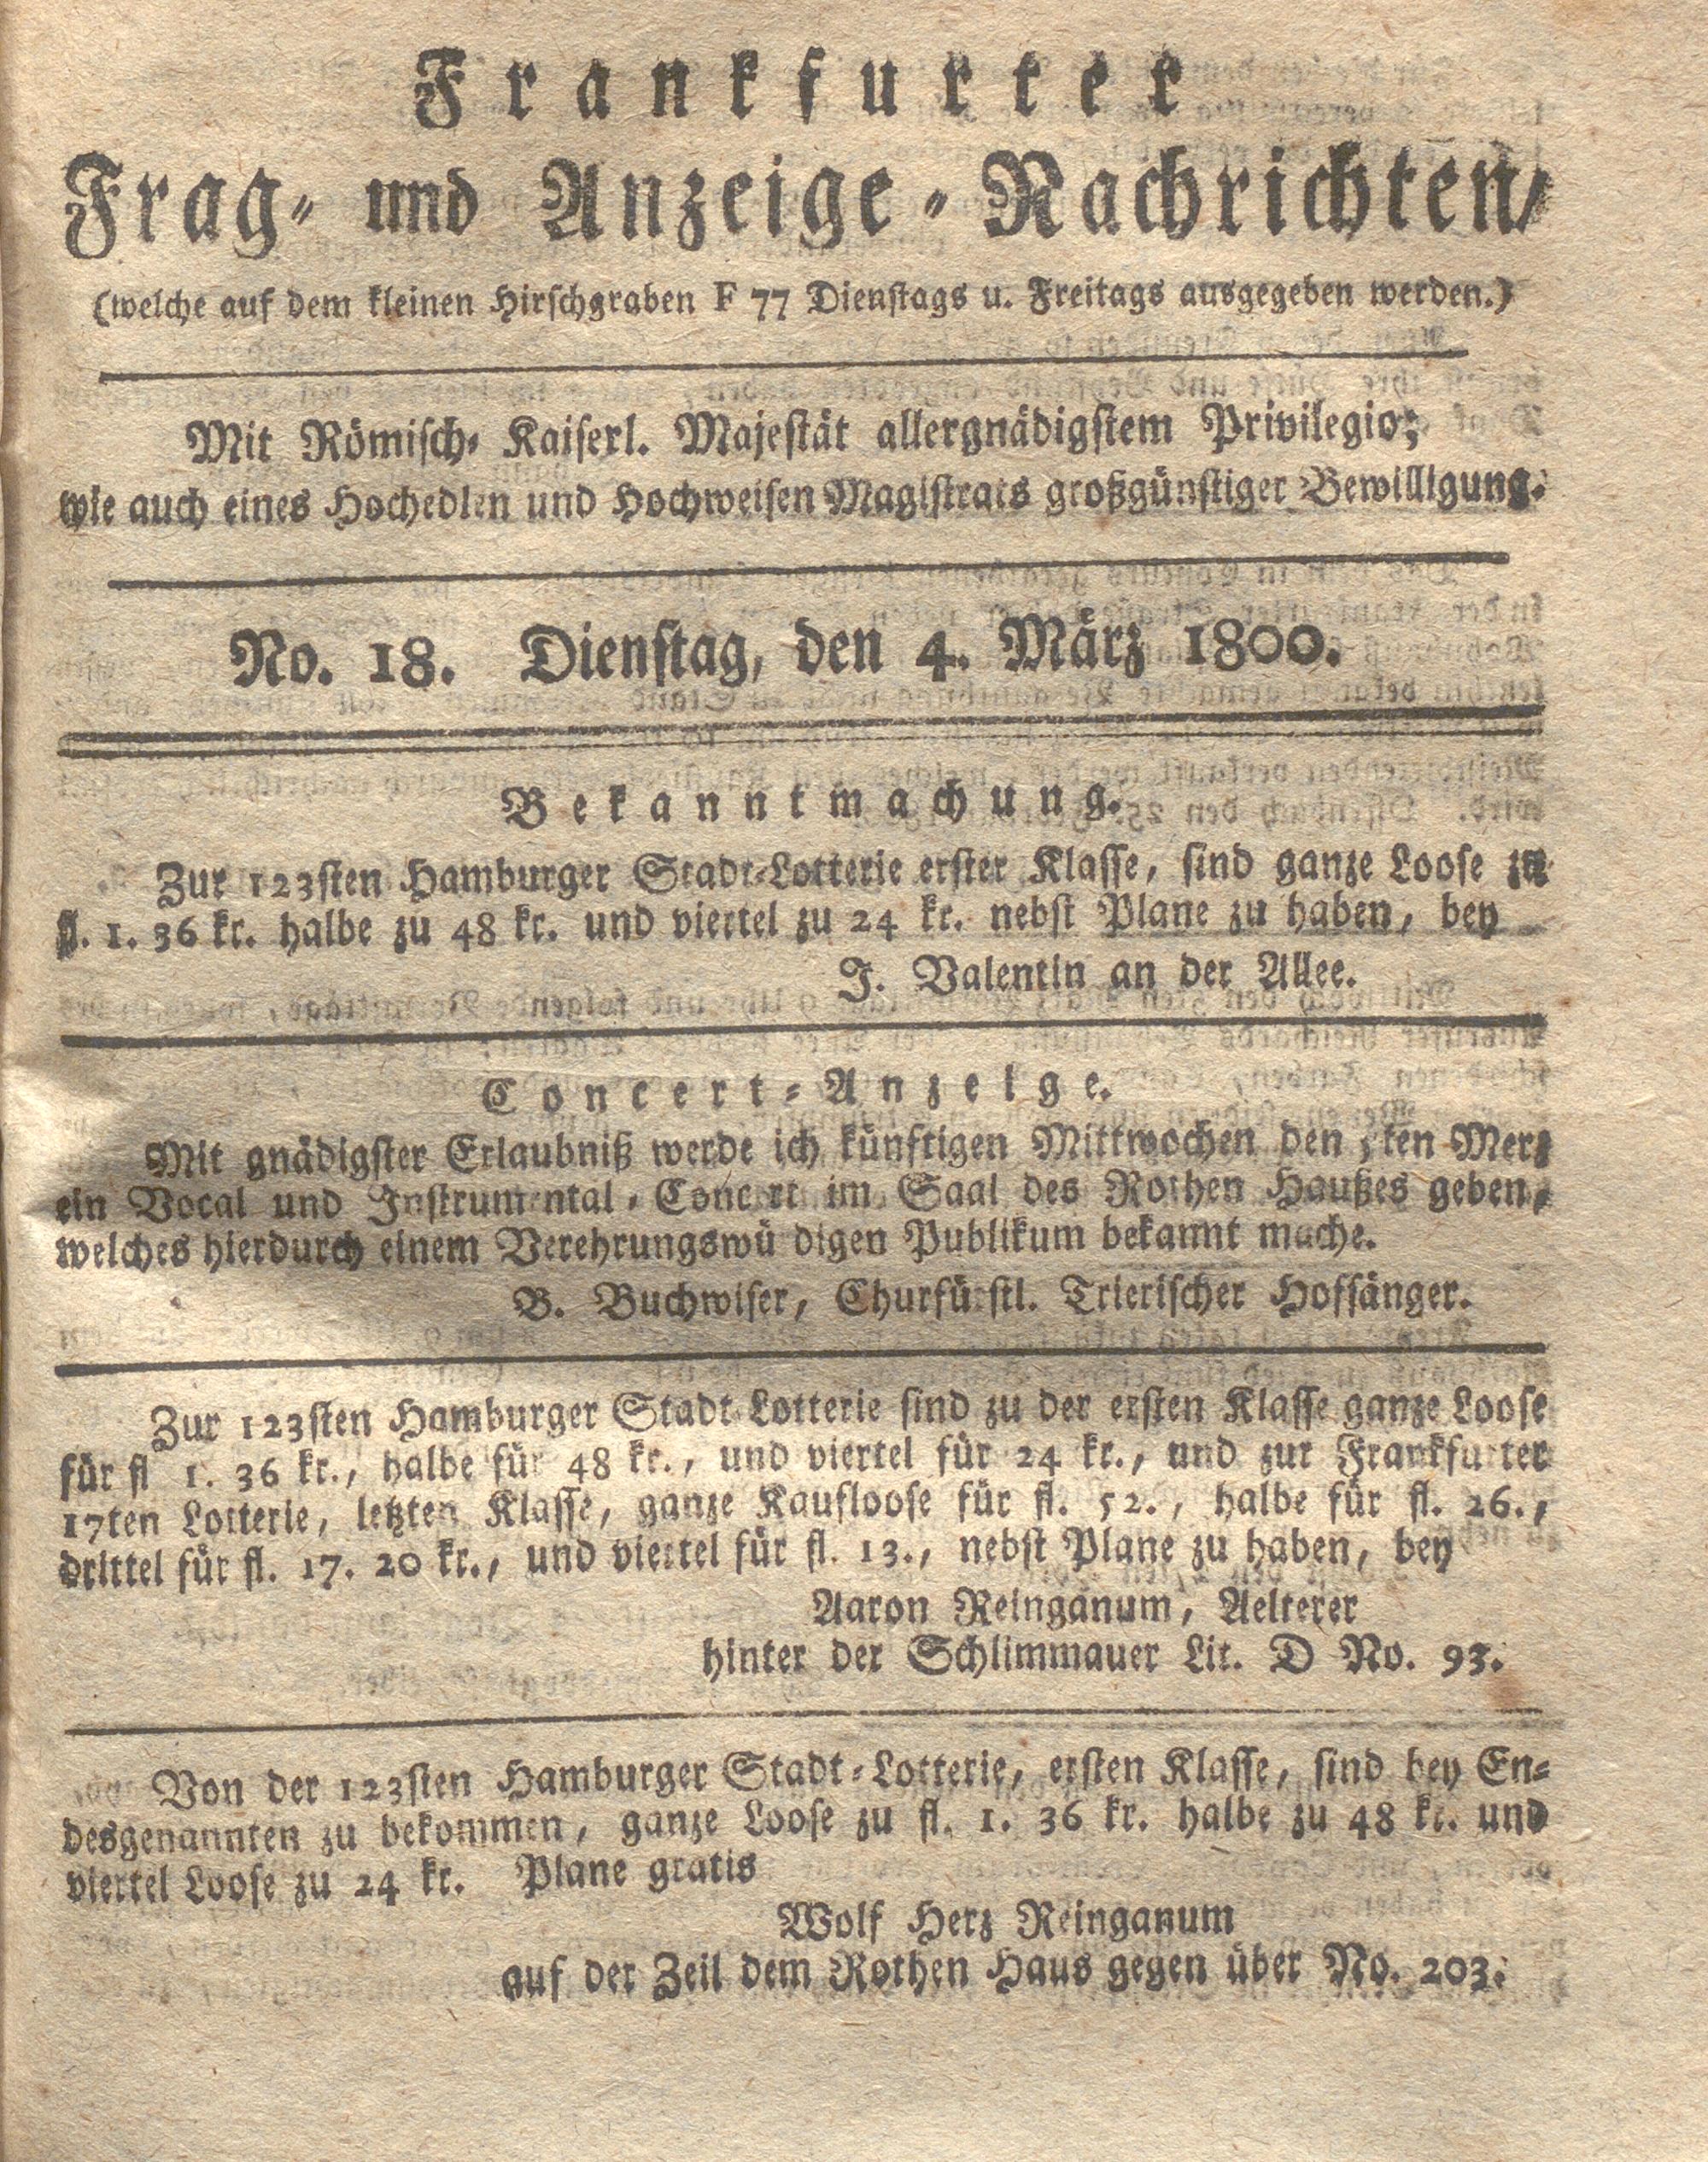 Frankfurter
Frag- und Anzeige-Nachrichten,
(welche auf dem kleinen Hirschgraben F 77 Dienstags u. Freitags ausgegeben werden.)
Mit Römisch- Kaiserl. Majestät allergnädigstem Privilegio;
wie auch eines Hochedlen und Hochweisen Magistrats großgünstiger Bewilligung.
No. 18. Dienstag, den 4. März 1800.
Bekanntmachung.
Zur 123sten Hamburger Stadt-Lotterie erster Klasse, sind ganze Loose zu
fl. 1. 36 kr. halbe zu 48 kr. und viertel zu 24 kr. nebst Plane zu haben, bey
J. Valentin an der Allee.
Concert-Anzeige.
Mit gnädigster Erlaubniß werde ich künftigen Mittwochen den 5ten Merz
ein Vocal und Instrumental-Concert im Saal des Rothen Haußes geben,
welches hierdurch einem Verehrungswürdigen Publikum bekannt mache.
B. Buchwiser, Churfürstl. Trierischer Hofsänger.
Zur 123sten Hamburger Stadt Lotterie sind zu der ersten Klasse ganze Loose
für fl 1. 36 kr., halbe für 48 kr., und viertel für 24 kr., und zur Frankfurter
17ten Lotterie, letzten Klasse, ganze Kaufloose für fl. 52., halbe für fl. 26.,
drittel für fl. 17. 20 kr., und viertel für fl. 13., nebst Plane zu haben, bey
Aaron Reinganum, Aelterer
hinter der Schlimmauer Lit. D No. 93.
Von der 123sten Hamburger Stadt-Lotterie, ersten Klasse, sind bey En-
desgenannten zu bekommen, ganze Loose zu fl. 1. 36 kr. halbe zu 48 kr. und
viertel Loose zu 24 kr. Plane gratis
Wolf Herz Reinganum
auf der Zeil dem Rothen Haus gegen über No. 203.